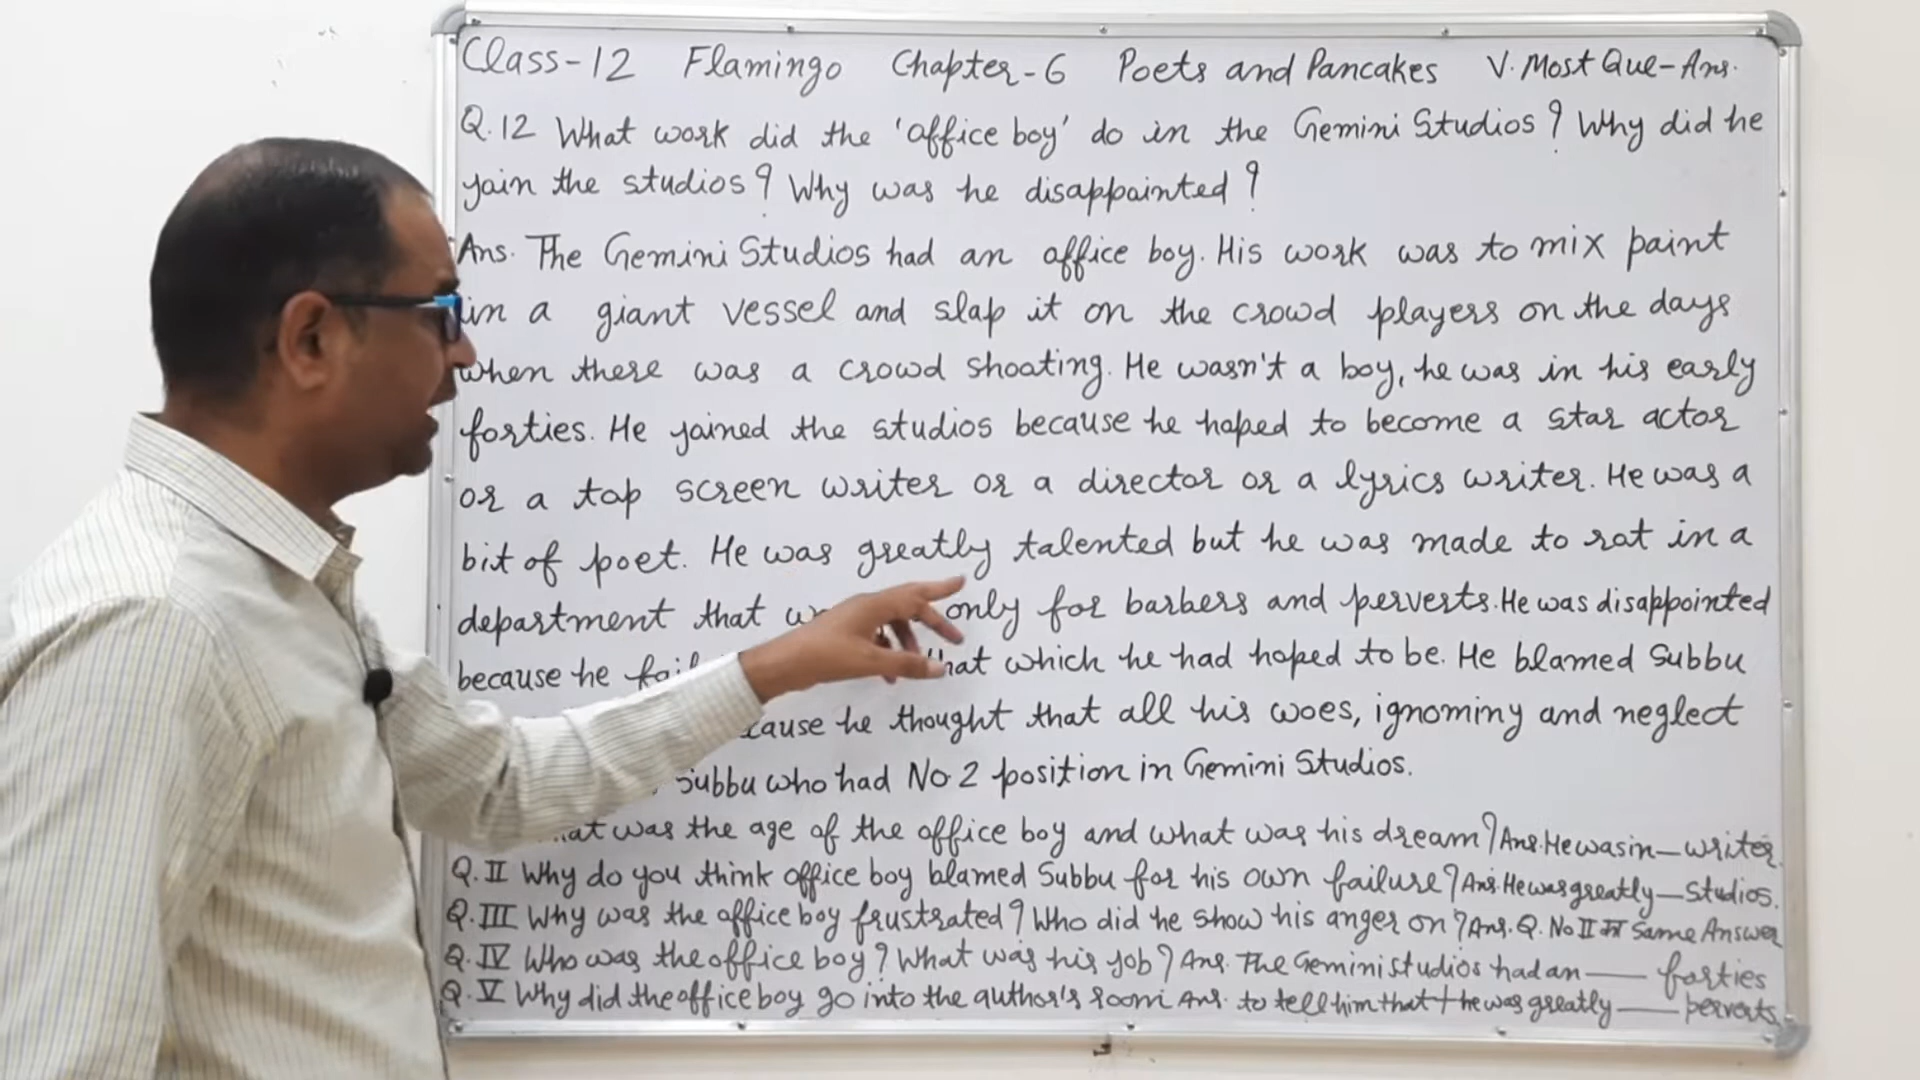 Class-12 Flamingo Chapter-6 Poets and Pancakes V. Most Que-Ans.
Q.12 What work did the 'office boy' do in the Gemini Studios? Why did he
join the studios? Why was he disappointed?
Ans. The Gemini Studios had an office boy. His work was to mix paint
in a giant vessel and slap it on the crowd players on the days
when there was a crowd shooting. He wasn't a boy, he was in his early
forties. He joined the studios because he hoped to become a star actor
or a top screen writer or a director or a lyrics writer. He was a
bit of poet. He was greatly talented but he was made to rot in a
department that only for barbers and perverts. He was disappointed
because he that which he had hoped to be. He blamed Subbu
he thought that all his woes, ignominy and neglect
Subbu who had No.2 position in Gemini Studios.
was the age of the office boy and what was his dream? Ans. He was in—writer.
Q.II Why do you think office boy blamed Subbu for his own failure? Ans. He was greatly—Studios.
Q.III Why was the office boy frustrated? Who did he show his anger on? Ans. Q. No II Same Answer
Q.IV Who was the office boy? What was his job? Ans. The Gemini studios had an — forties
Q.V Why did the office boy go into the author's room Ans. to tell him that he was greatly — perverts.